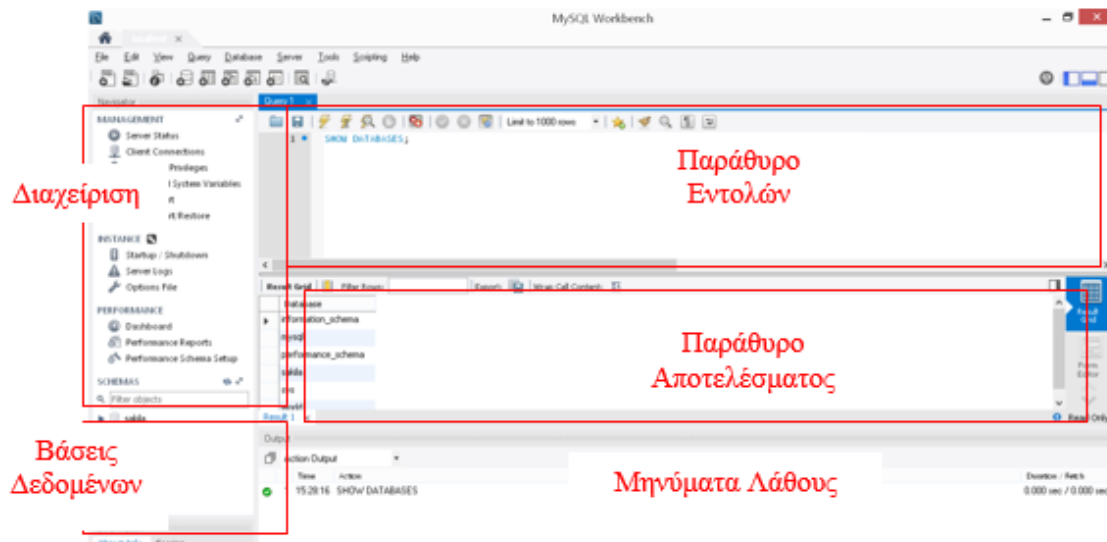 MySQL Workbench
File Edit View Query Database Server Tools Scripting Help
Navigator
Query 1
MANAGEMENT
Server Status
Client Connections
Privileges
System Variables
Restore
INSTANCE
Startup / Shutdown
Server Logs
Options File
PERFORMANCE
Dashboard
Performance Reports
Performance Schema Setup
SCHEMAS
Filter objects
sakila
Διαχείριση
Βάσεις
Δεδομένων
Limit to 1000 rows
1 SHOW DATABASES;
Παράθυρο
Εντολών
Result Grid Filter Rows: Export: Wrap Cell Content:
Database
information_schema
mysql
performance_schema
sakila
sys
Παράθυρο
Αποτελέσματος
Result Grid
Form Editor
Result 1
Read Only
Output
Action Output
Time Action Duration / Fetch
15:28:16 SHOW DATABASES 0.000 sec / 0.000 sec
Μηνύματα Λάθους